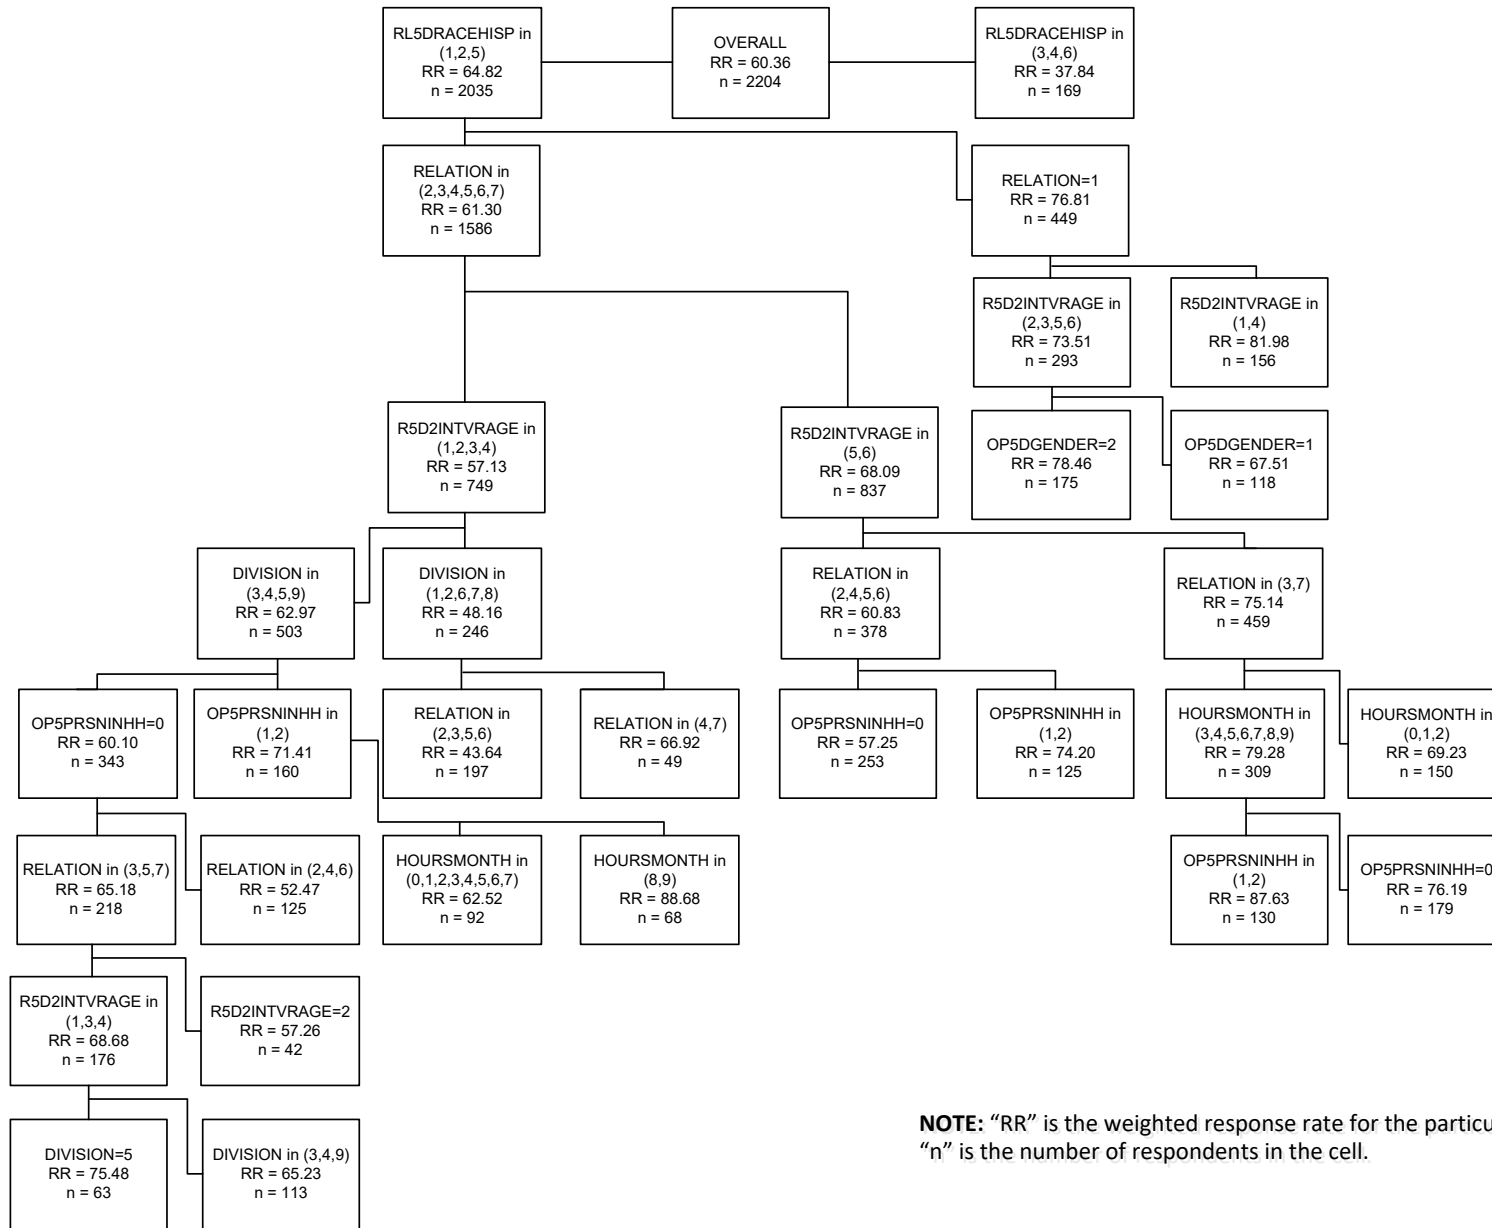 RL5DRACEHISP in
(1,2,5)
RR = 64.82
n = 2035
OVERALL
RR = 60.36
n = 2204
RL5DRACEHISP in
(3,4,6)
RR = 37.84
n = 169
RELATION in
(2,3,4,5,6,7)
RR = 61.30
n = 1586
RELATION=1
RR = 76.81
n = 449
R5D2INTVRAGE in
(2,3,5,6)
RR = 73.51
n = 293
R5D2INTVRAGE in
(1,4)
RR = 81.98
n = 156
R5D2INTVRAGE in
(1,2,3,4)
RR = 57.13
n = 749
R5D2INTVRAGE in
(5,6)
RR = 68.09
n = 837
OP5DGENDER=2
RR = 78.46
n = 175
OP5DGENDER=1
RR = 67.51
n = 118
DIVISION in
(3,4,5,9)
RR = 62.97
n = 503
DIVISION in
(1,2,6,7,8)
RR = 48.16
n = 246
RELATION in
(2,4,5,6)
RR = 60.83
n = 378
RELATION in (3,7)
RR = 75.14
n = 459
OP5PRSNINHH=0
RR = 60.10
n = 343
OP5PRSNINHH in
(1,2)
RR = 71.41
n = 160
RELATION in
(2,3,5,6)
RR = 43.64
n = 197
RELATION in (4,7)
RR = 66.92
n = 49
OP5PRSNINHH=0
RR = 57.25
n = 253
OP5PRSNINHH in
(1,2)
RR = 74.20
n = 125
HOURSMONTH in
(3,4,5,6,7,8,9)
RR = 79.28
n = 309
HOURSMONTH in
(0,1,2)
RR = 69.23
n = 150
RELATION in (3,5,7)
RR = 65.18
n = 218
RELATION in (2,4,6)
RR = 52.47
n = 125
HOURSMONTH in
(0,1,2,3,4,5,6,7)
RR = 62.52
n = 92
HOURSMONTH in
(8,9)
RR = 88.68
n = 68
OP5PRSNINHH in
(1,2)
RR = 87.63
n = 130
OP5PRSNINHH=0
RR = 76.19
n = 179
R5D2INTVRAGE in
(1,3,4)
RR = 68.68
n = 176
R5D2INTVRAGE=2
RR = 57.26
n = 42
DIVISION=5
RR = 75.48
n = 63
DIVISION in (3,4,9)
RR = 65.23
n = 113
NOTE: “RR” is the weighted response rate for the particu
“n” is the number of respondents in the cell.